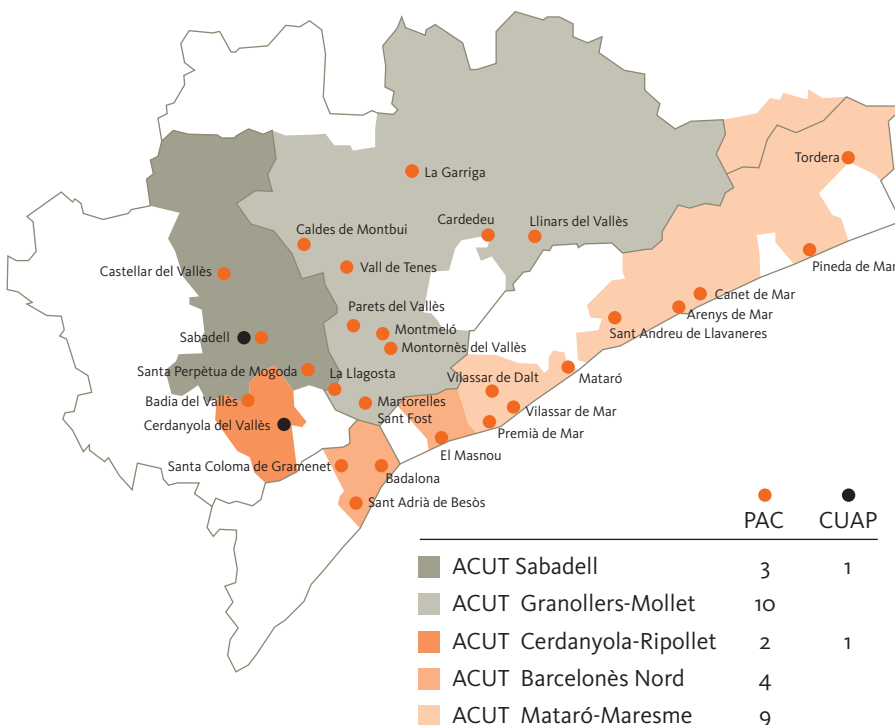 Tordera
La Garriga
Cardedeu
Llinars del Vallès
Caldes de Montbui
Pineda de Mar
Vall de Tenes
Castellar del Vallès
Canet de Mar
Parets del Vallès
Arenys de Mar
Montmeló
Sant Andreu de Llavaneres
Sabadell
Montornès del Vallès
Santa Perpètua de Mogoda
La Llagosta
Vilassar de Dalt
Mataró
Badia del Vallès
Martorelles
Sant Fost
Vilassar de Mar
Cerdanyola del Vallès
Premià de Mar
El Masnou
Santa Coloma de Gramenet
Badalona
Sant Adrià de Besòs
PAC CUAP
ACUT Sabadell 3 1
ACUT Granollers-Mollet 10
ACUT Cerdanyola-Ripollet 2 1
ACUT Barcelonès Nord 4
ACUT Mataró-Maresme 9